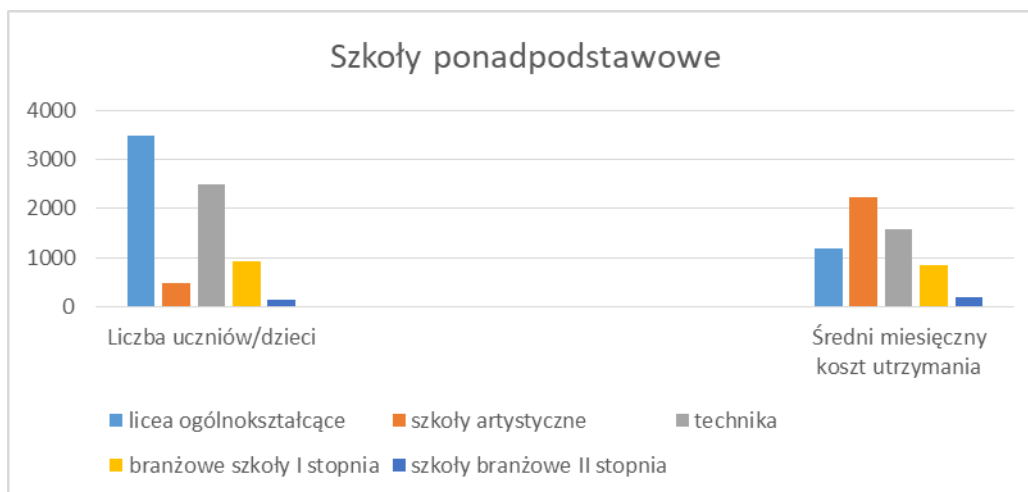 Szkoły ponadpodstawowe
4000
3000
2000
1000
0
Liczba uczniów/dzieci
Średni miesięczny
koszt utrzymania
licea ogólnokształcące szkoły artystyczne technika
branżowe szkoły I stopnia szkoły branżowe II stopnia